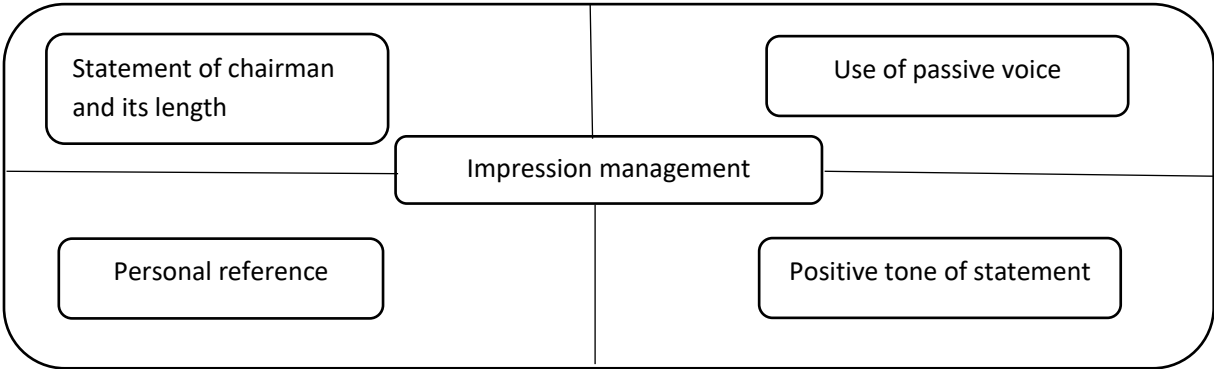 Statement of chairman
and its length
Use of passive voice
Impression management
Personal reference
Positive tone of statement